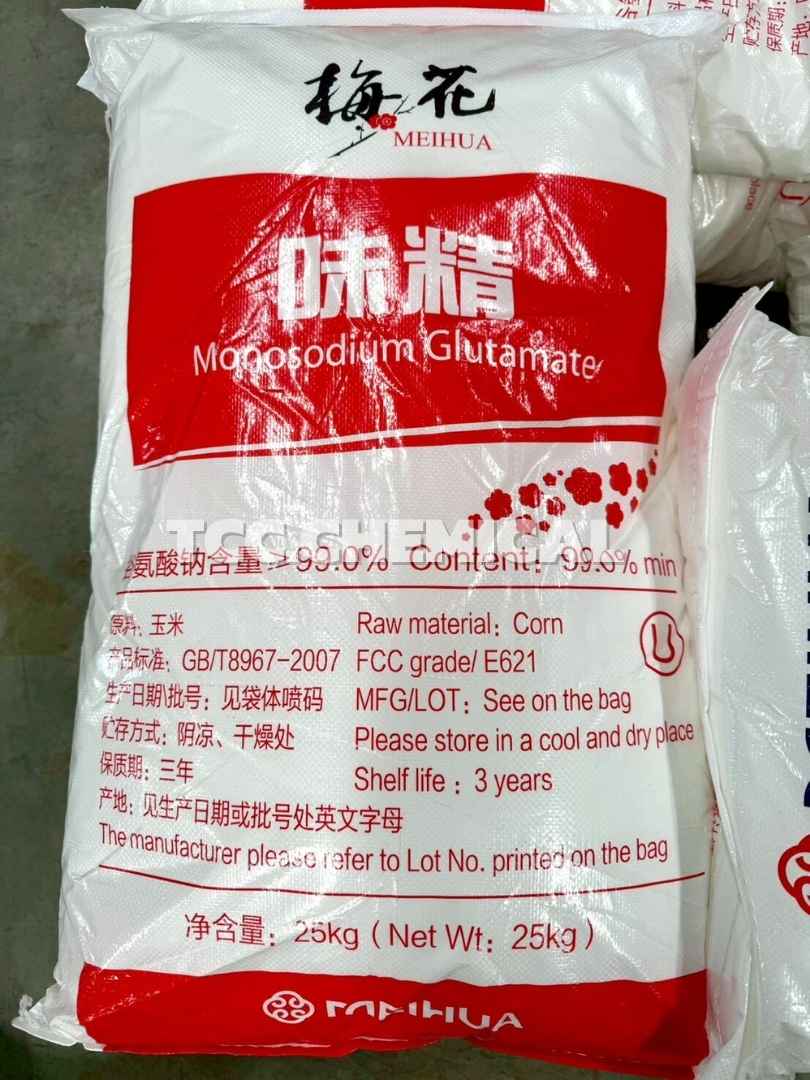 梅花
MEIHUA
味精
Monosodium Glutamate
TCC CHEMICAL
氨酸钠含量≥99.0% Content: 99.0% min
原料: 玉米 Raw material: Corn
产品标准: GB/T8967-2007 FCC grade/ E621
生产日期\批号: 见袋体喷码 MFG/LOT: See on the bag
贮存方式: 阴凉、干燥处 Please store in a cool and dry place
保质期: 三年 Shelf life : 3 years
产地: 见生产日期或批号处英文字母
The manufacturer please refer to Lot No. printed on the bag
净含量: 25kg ( Net Wt: 25kg )
MEIHUA
U